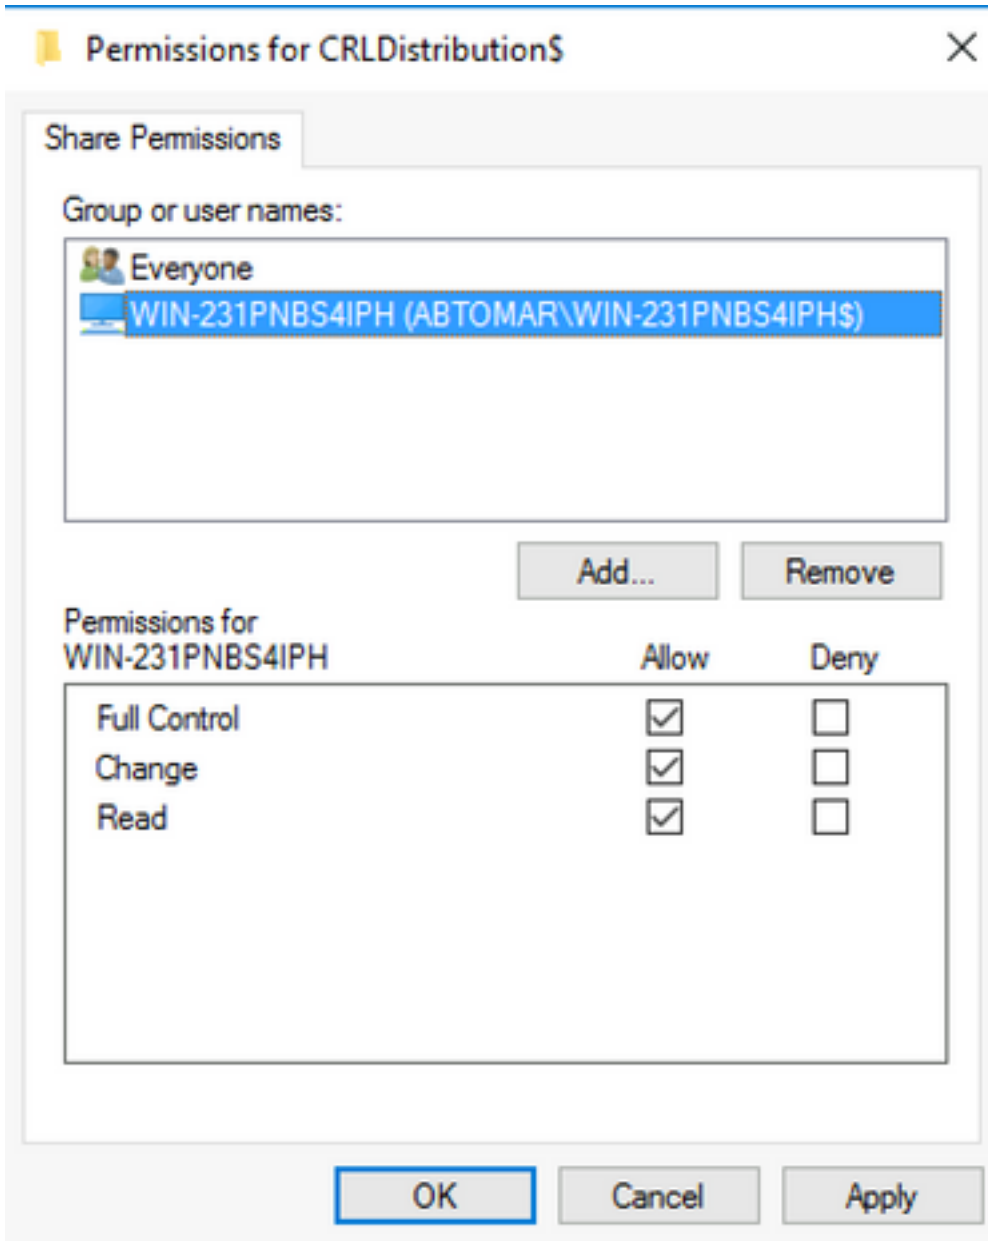 Permissions for CRLDistribution$
Share Permissions
Group or user names:
Everyone
WIN-231PNBS4IPH (ABTOMAR\WIN-231PNBS4IPH$)
Add...
Remove
Permissions for
WIN-231PNBS4IPH
Allow
Deny
Full Control
Change
Read
OK
Cancel
Apply